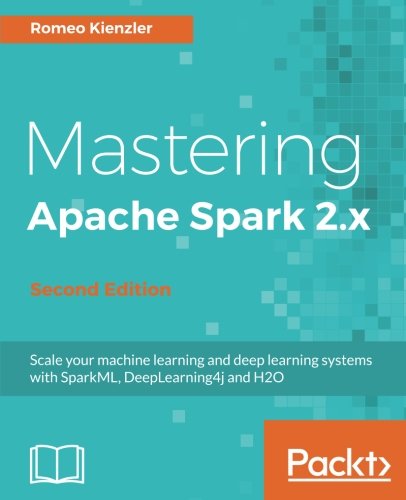 Romeo Kienzler
Mastering
Apache Spark 2.x
Second Edition
Scale your machine learning and deep learning systems
with SparkML, DeepLearning4j and H2O
Packt>